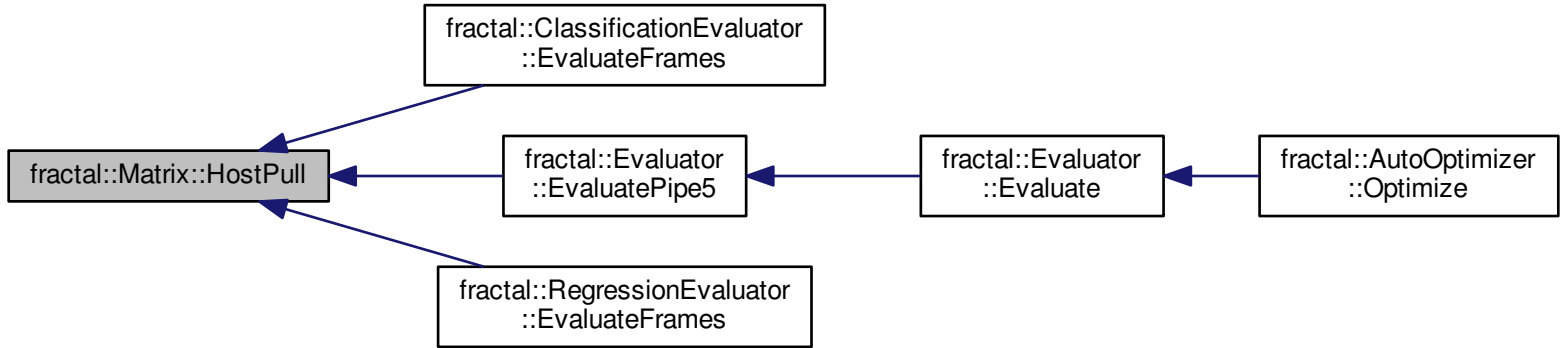 fractal::ClassificationEvaluator
::EvaluateFrames
fractal::Matrix::HostPull
fractal::Evaluator
::EvaluatePipe5
fractal::Evaluator
::Evaluate
fractal::AutoOptimizer
::Optimize
fractal::RegressionEvaluator
::EvaluateFrames